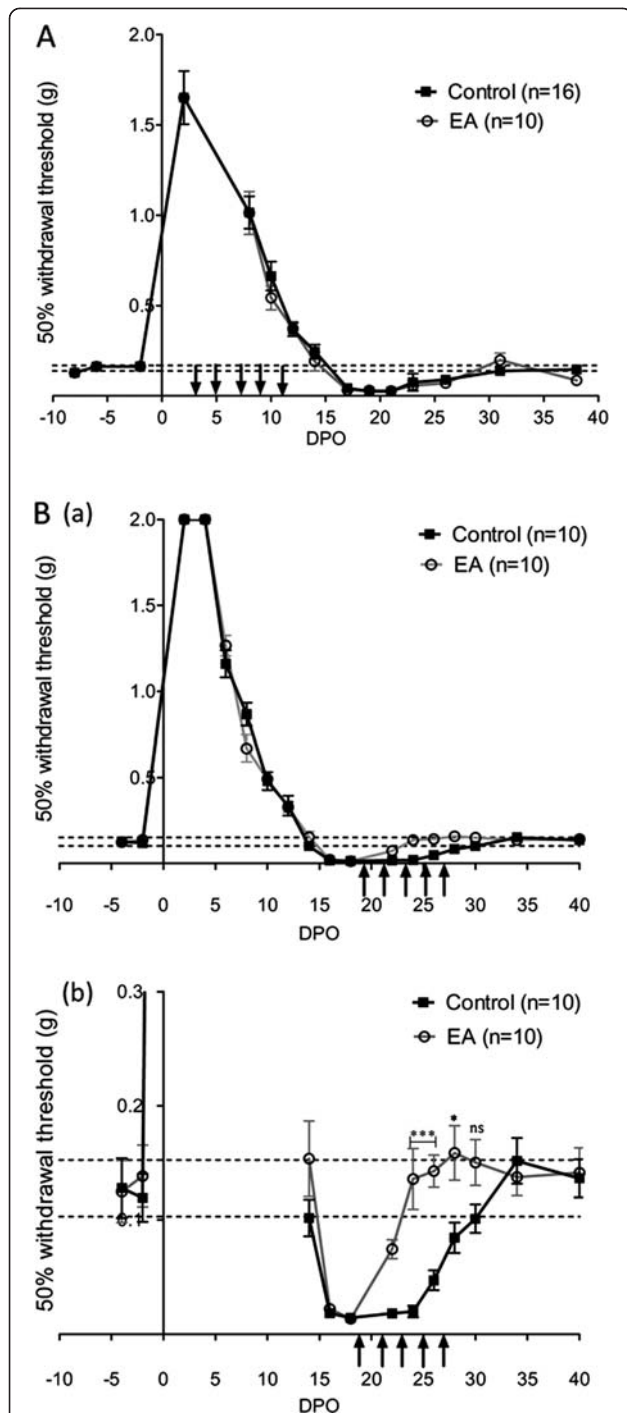 A
50% withdrawal threshold (g)
2.0
1.5
1.0
0.5
Control (n=16)
EA (n=10)
-10 -5 0 5 10 15 20 25 30 35 40
DPO
B (a)
50% withdrawal threshold (g)
2.0
1.5
1.0
0.5
Control (n=10)
EA (n=10)
-10 -5 0 5 10 15 20 25 30 35 40
DPO
(b)
50% withdrawal threshold (g)
0.3
0.2
0.1
Control (n=10)
EA (n=10)
*** * ns
-10 -5 0 5 10 15 20 25 30 35 40
DPO